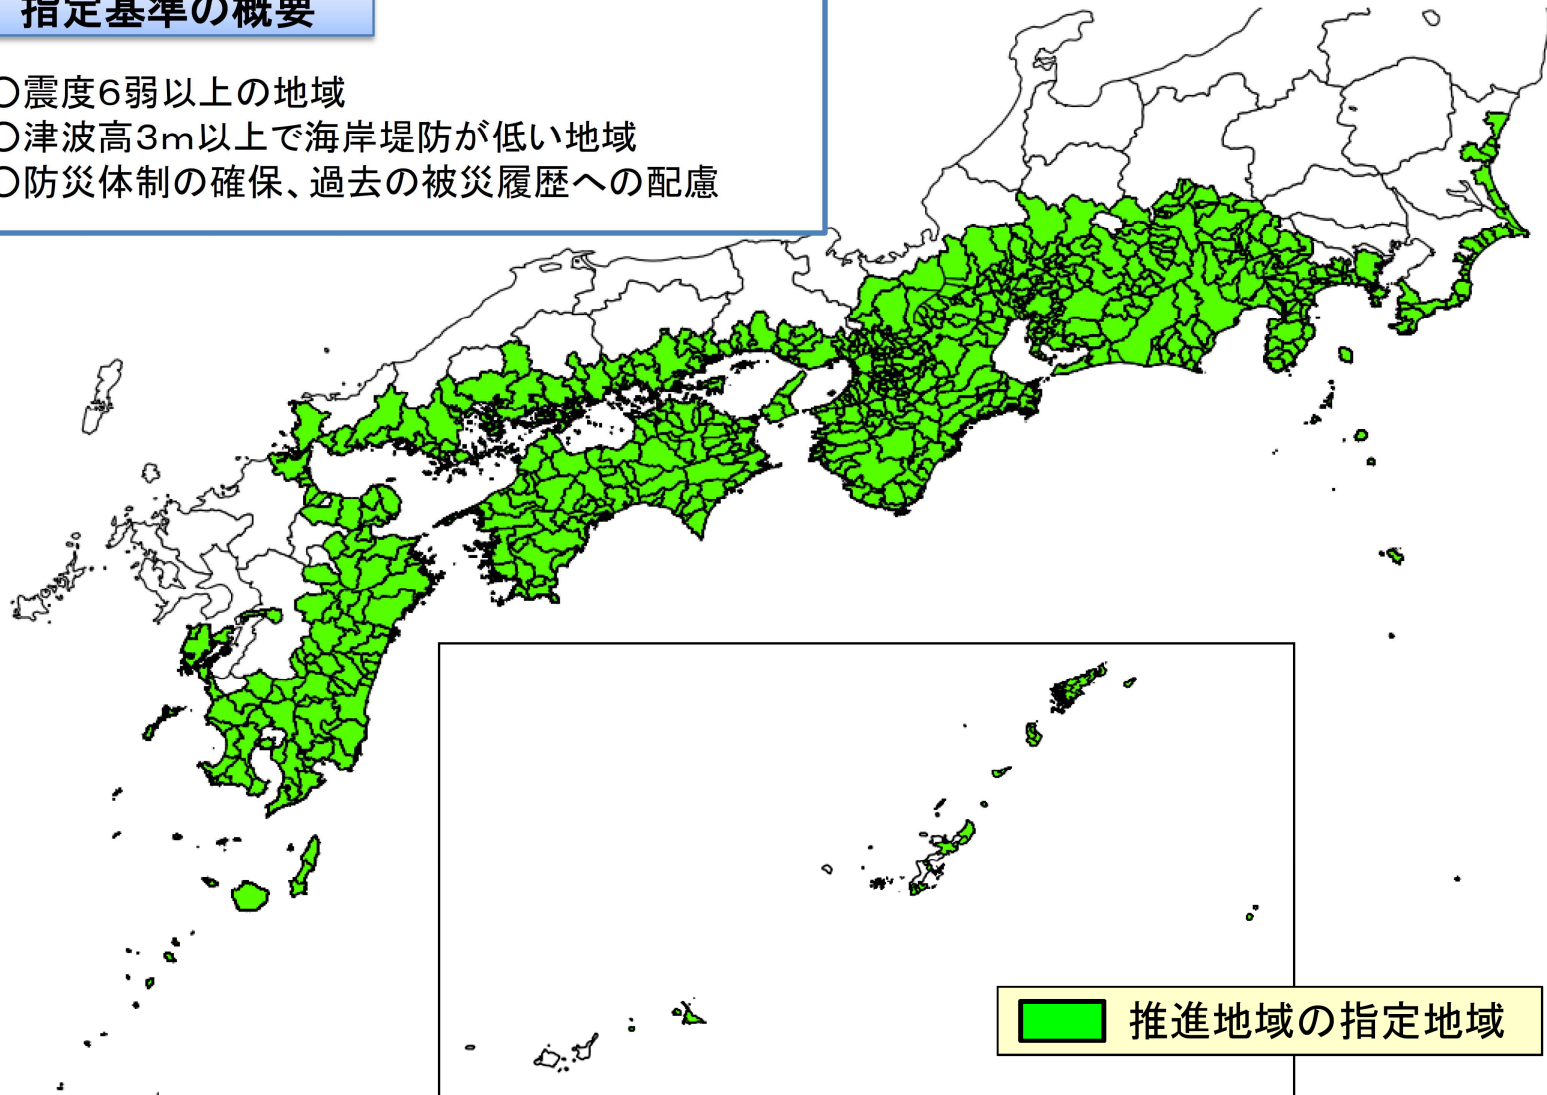 指定基準の概要
○震度6弱以上の地域
○津波高3m以上で海岸堤防が低い地域
○防災体制の確保、過去の被災履歴への配慮
推進地域の指定地域